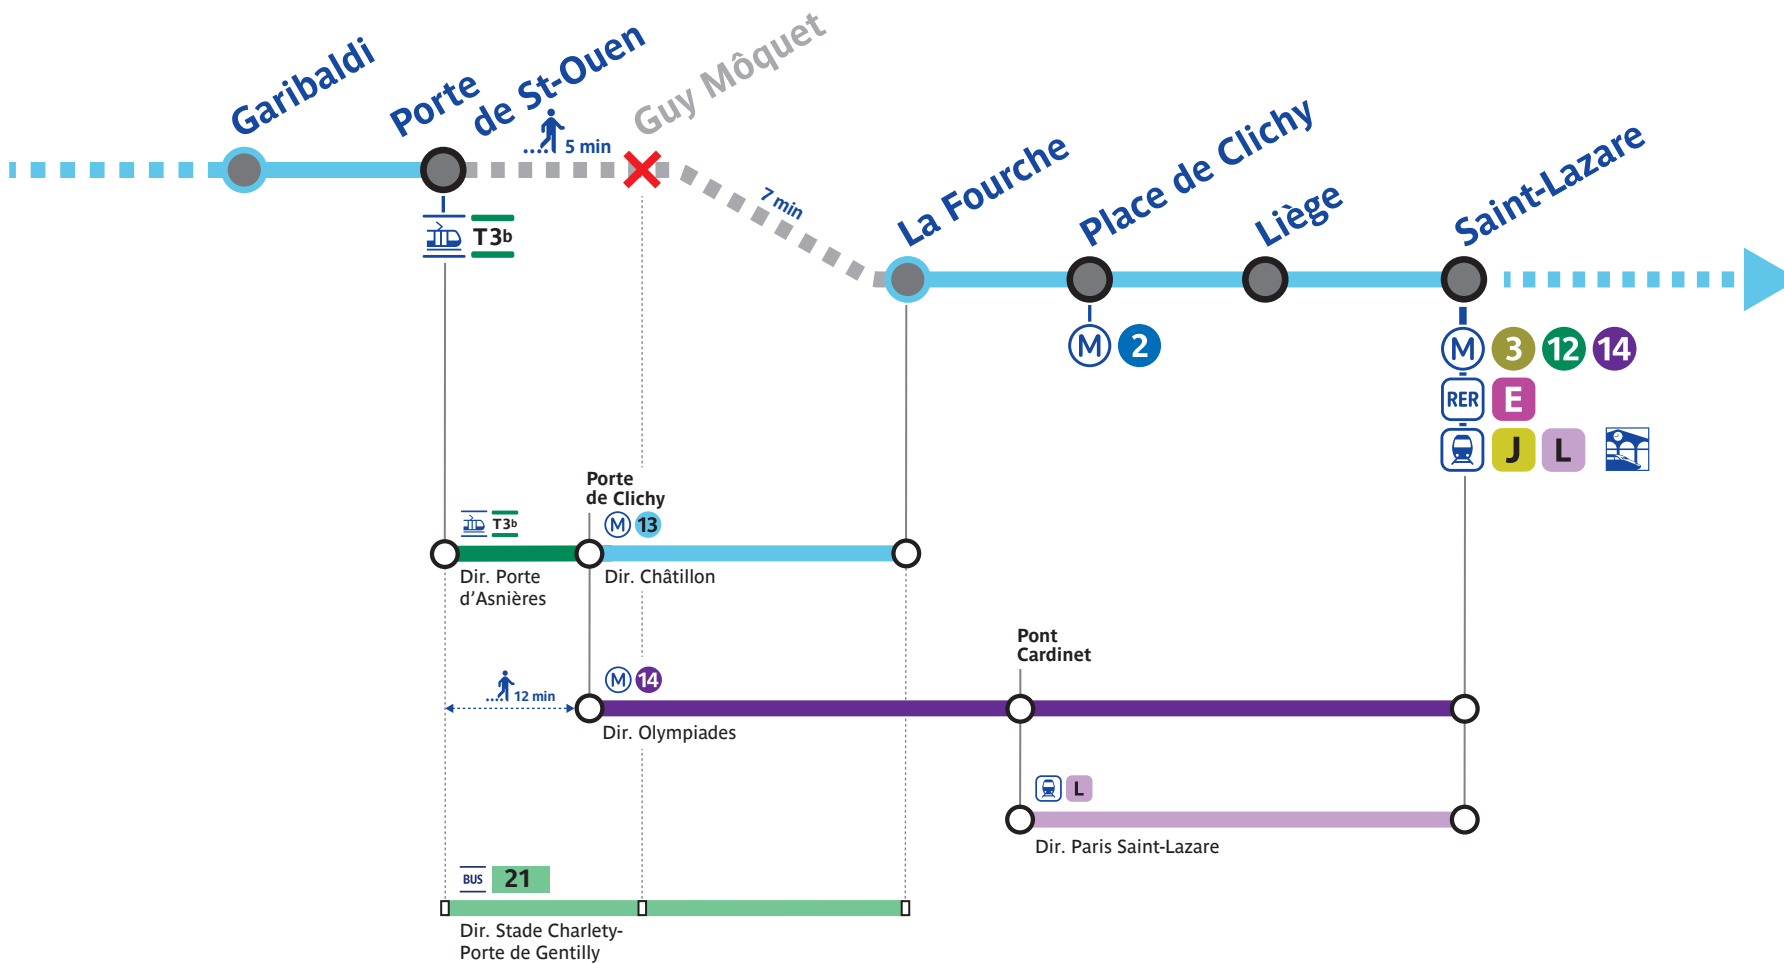 Garibaldi
Porte
de St-Ouen
Guy Môquet
5 min
7 min
La Fourche
Place de Clichy
Liège
Saint-Lazare
T3b
M 2
M 3 12 14
RER E
J L
Porte
de Clichy
T3b
M 13
Dir. Porte
d'Asnières
Dir. Châtillon
12 min
M 14
Dir. Olympiades
Pont
Cardinet
L
Dir. Paris Saint-Lazare
BUS 21
Dir. Stade Charlety-
Porte de Gentilly